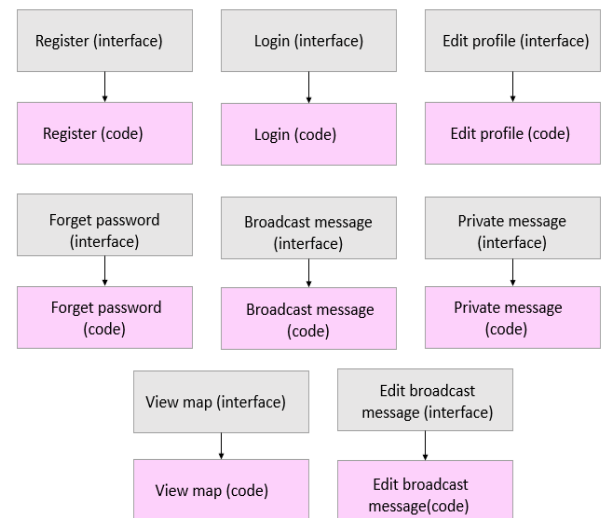 Register (interface)
Login (interface)
Edit profile (interface)
Register (code)
Login (code)
Edit profile (code)
Forget password
(interface)
Broadcast message
(interface)
Private message
(interface)
Forget password
(code)
Broadcast message
(code)
Private message
(code)
View map (interface)
Edit broadcast
message (interface)
View map (code)
Edit broadcast
message(code)